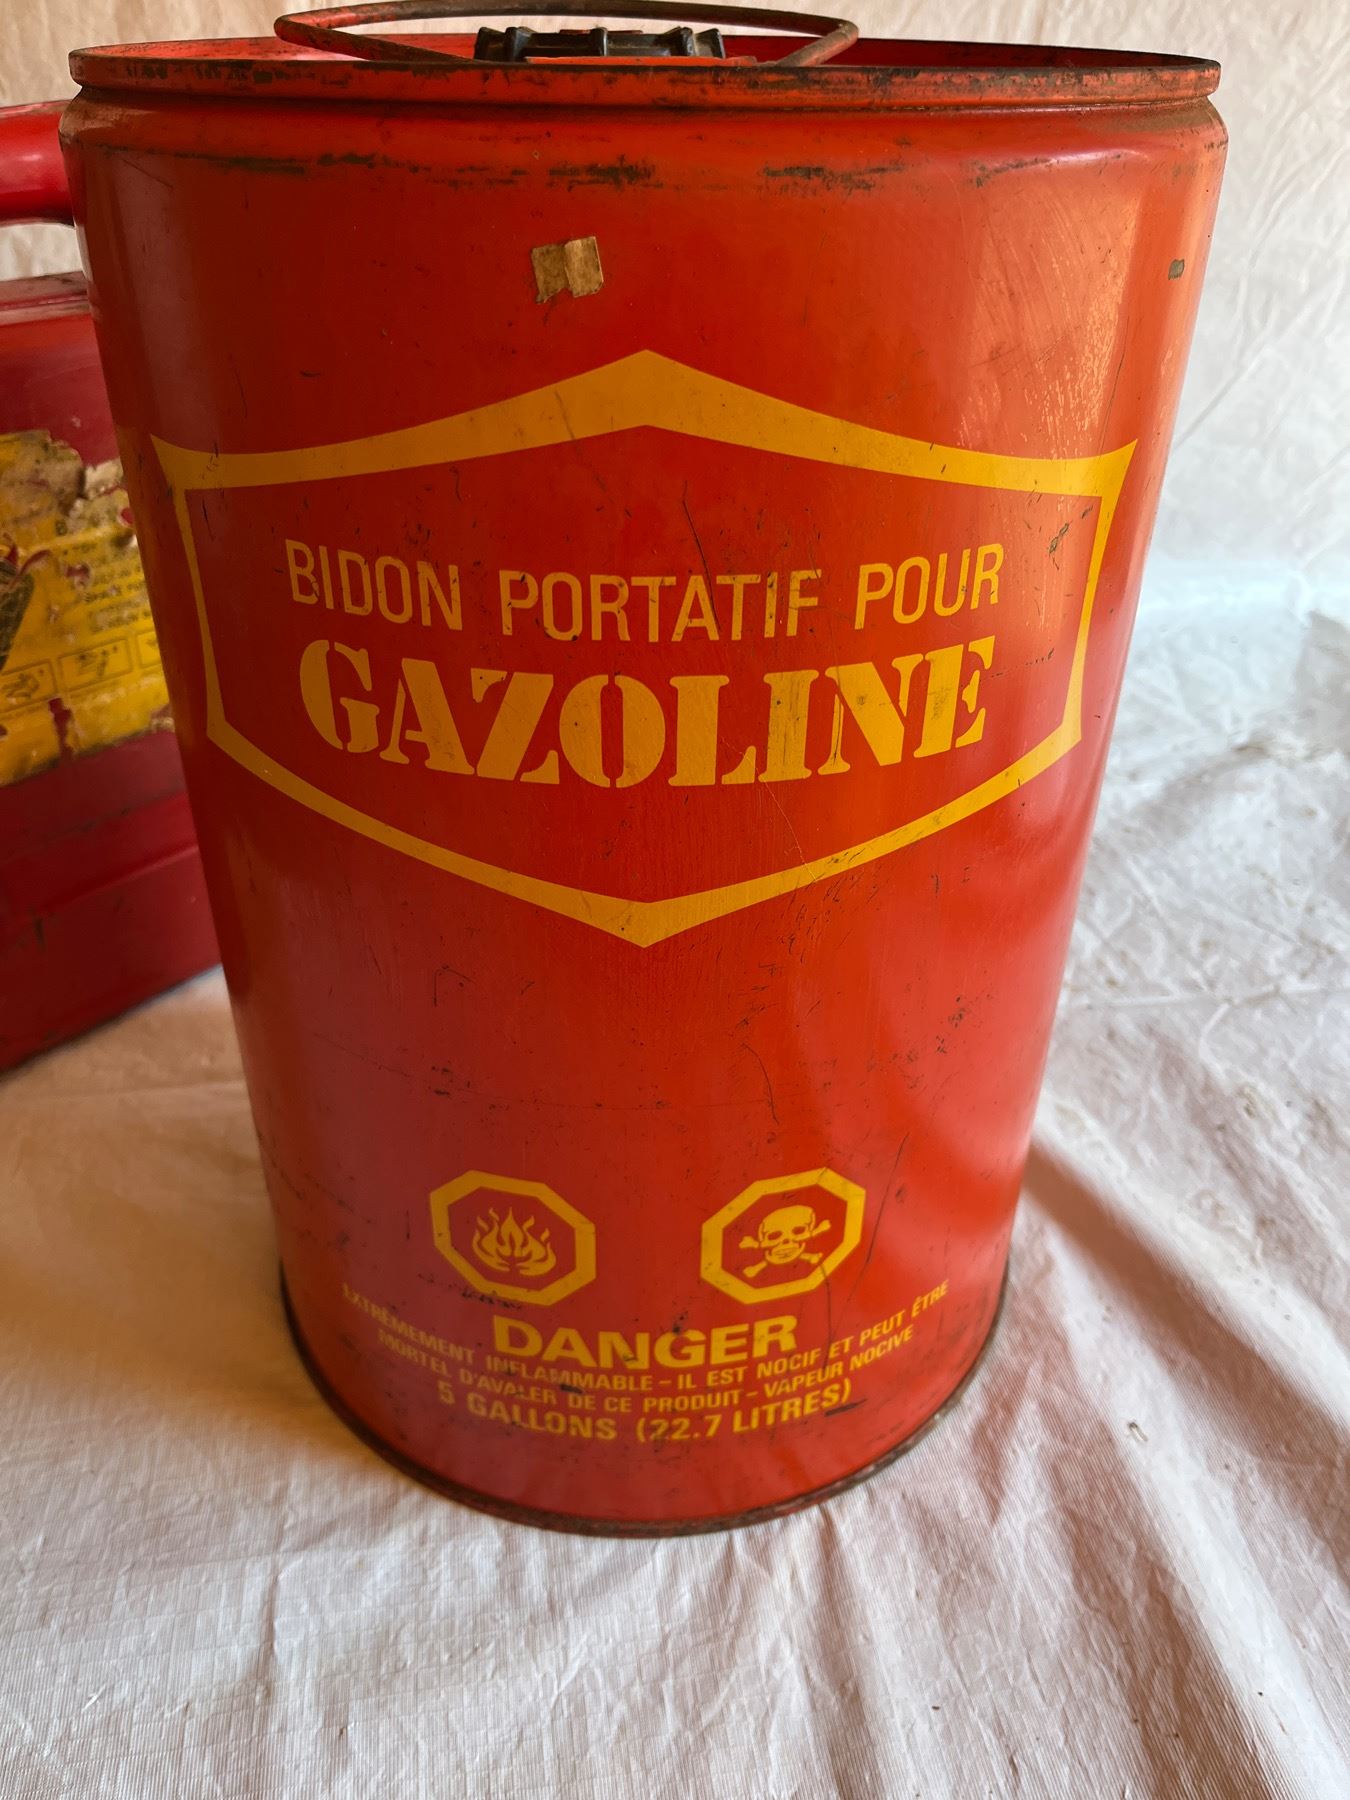 BIDON PORTATIF POUR
GAZOLINE
DANGER
EXTRÊMEMENT INFLAMMABLE - IL EST NOCIF ET PEUT ÊTRE
MORTEL D'AVALER DE CE PRODUIT - VAPEUR NOCIVE
5 GALLONS (22.7 LITRES)